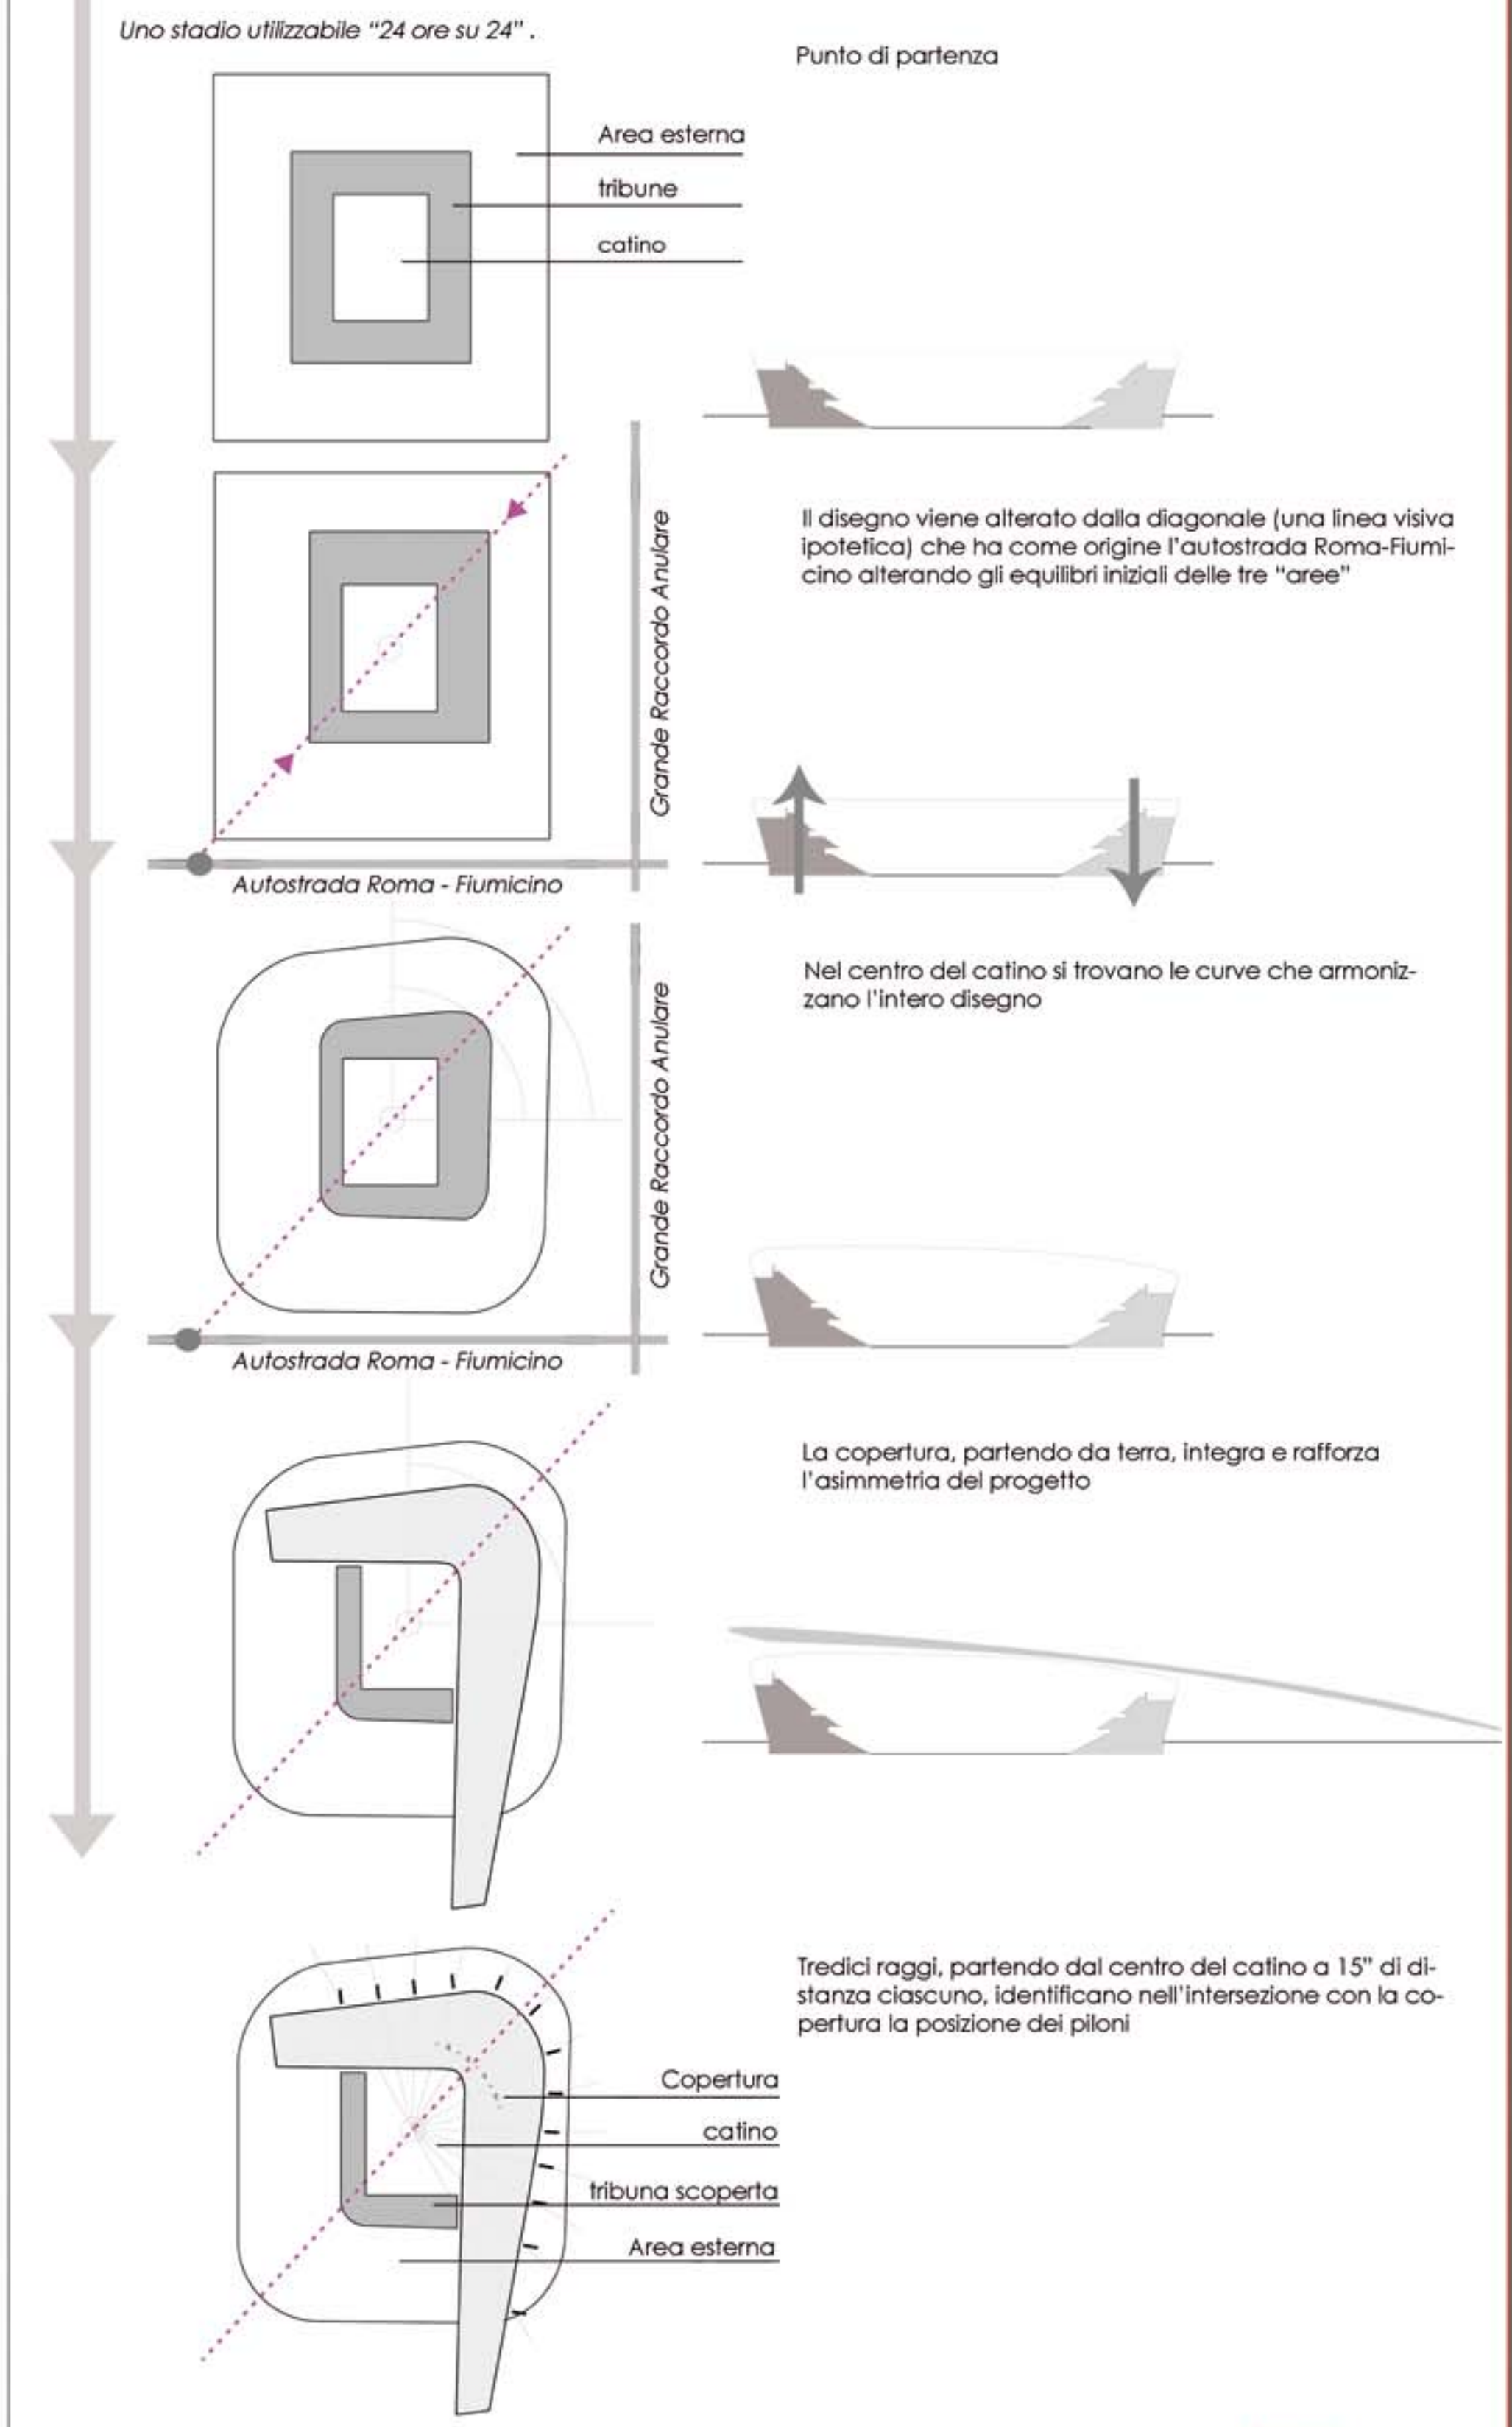 Uno stadio utilizzabile “24 ore su 24” .
Punto di partenza
Area esterna
tribune
catino
Grande Raccordo Anulare
Il disegno viene alterato dalla diagonale (una linea visiva
ipotetica) che ha come origine l'autostrada Roma-Fiumi-
cino alterando gli equilibri iniziali delle tre “aree”
Autostrada Roma - Fiumicino
Grande Raccordo Anulare
Nel centro del catino si trovano le curve che armoniz-
zano l'intero disegno
Autostrada Roma - Fiumicino
La copertura, partendo da terra, integra e rafforza
l'asimmetria del progetto
Tredici raggi, partendo dal centro del catino a 15" di di-
stanza ciascuno, identificano nell'intersezione con la co-
pertura la posizione dei piloni
Copertura
catino
tribuna scoperta
Area esterna